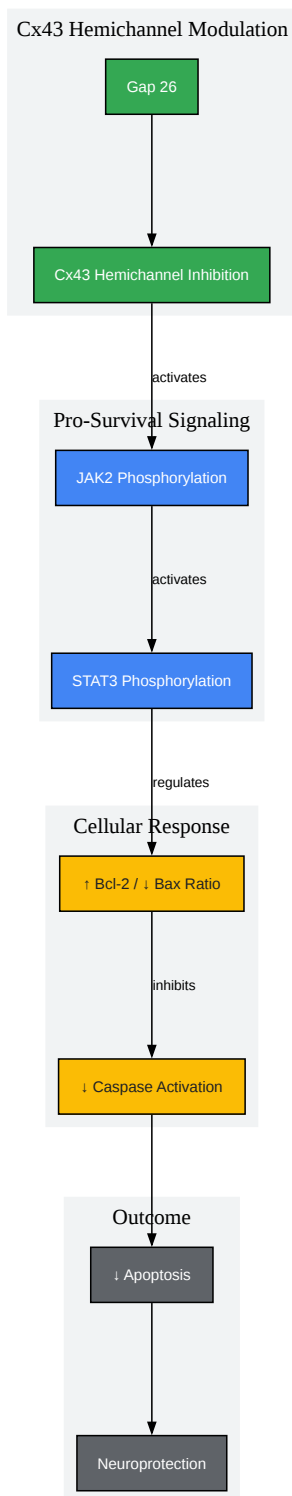 Cx43 Hemichannel Modulation
Gap 26
Cx43 Hemichannel Inhibition
activates
Pro-Survival Signaling
JAK2 Phosphorylation
activates
STAT3 Phosphorylation
regulates
Cellular Response
↑ Bcl-2 / ↓ Bax Ratio
inhibits
↓ Caspase Activation
Outcome
↓ Apoptosis
Neuroprotection